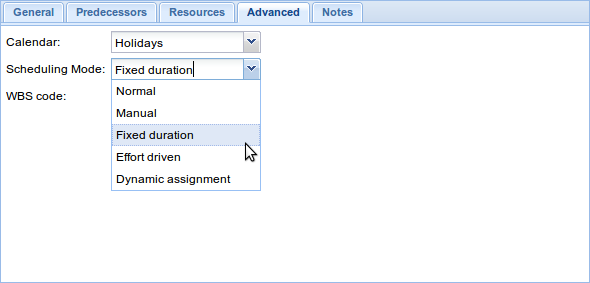 General Predecessors Resources Advanced Notes
Calendar: Holidays
Scheduling Mode: Fixed duration
WBS code:
Normal
Manual
Fixed duration
Effort driven
Dynamic assignment